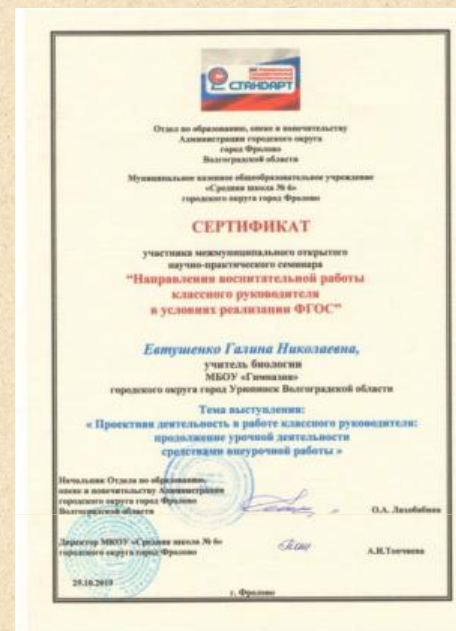 СТАНДАРТ
Отдел по образованию, опеке и попечительству
Администрации городского округа
город Фролово
Волгоградской области
Муниципальное казенное общеобразовательное учреждение
«Средняя школа № 6»
городского округа город Фролово
СЕРТИФИКАТ
участника межмуниципального открытого
научно-практического семинара
"Направления воспитательной работы
классного руководителя
в условиях реализации ФГОС"
Евтушенко Галина Николаевна,
учитель биологии
МБОУ «Гимназия»
городского округа город Урюпинск Волгоградской области
Тема выступления:
« Проектная деятельность в работе классного руководителя:
продолжение урочной деятельности
средствами внеурочной работы »
Начальник Отдела по образованию,
опеке и попечительству Администрации
городского округа город Фролово
Волгоградской области
О.А.
Директор МКОУ «Средняя школа № 6»
городского округа город Фролово
А.И.
29.10.2019
г. Фролово